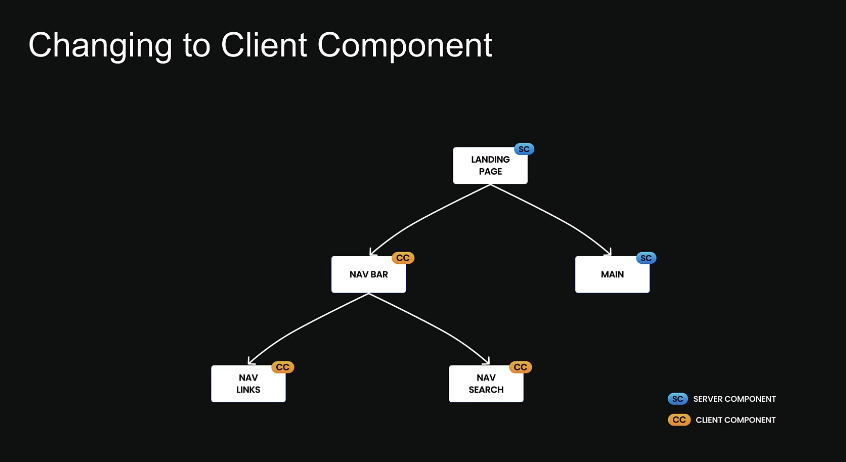 Changing to Client Component
SC
LANDING
PAGE
CC
NAV BAR
SC
MAIN
CC
NAV
LINKS
CC
NAV
SEARCH
SC SERVER COMPONENT
CC CLIENT COMPONENT